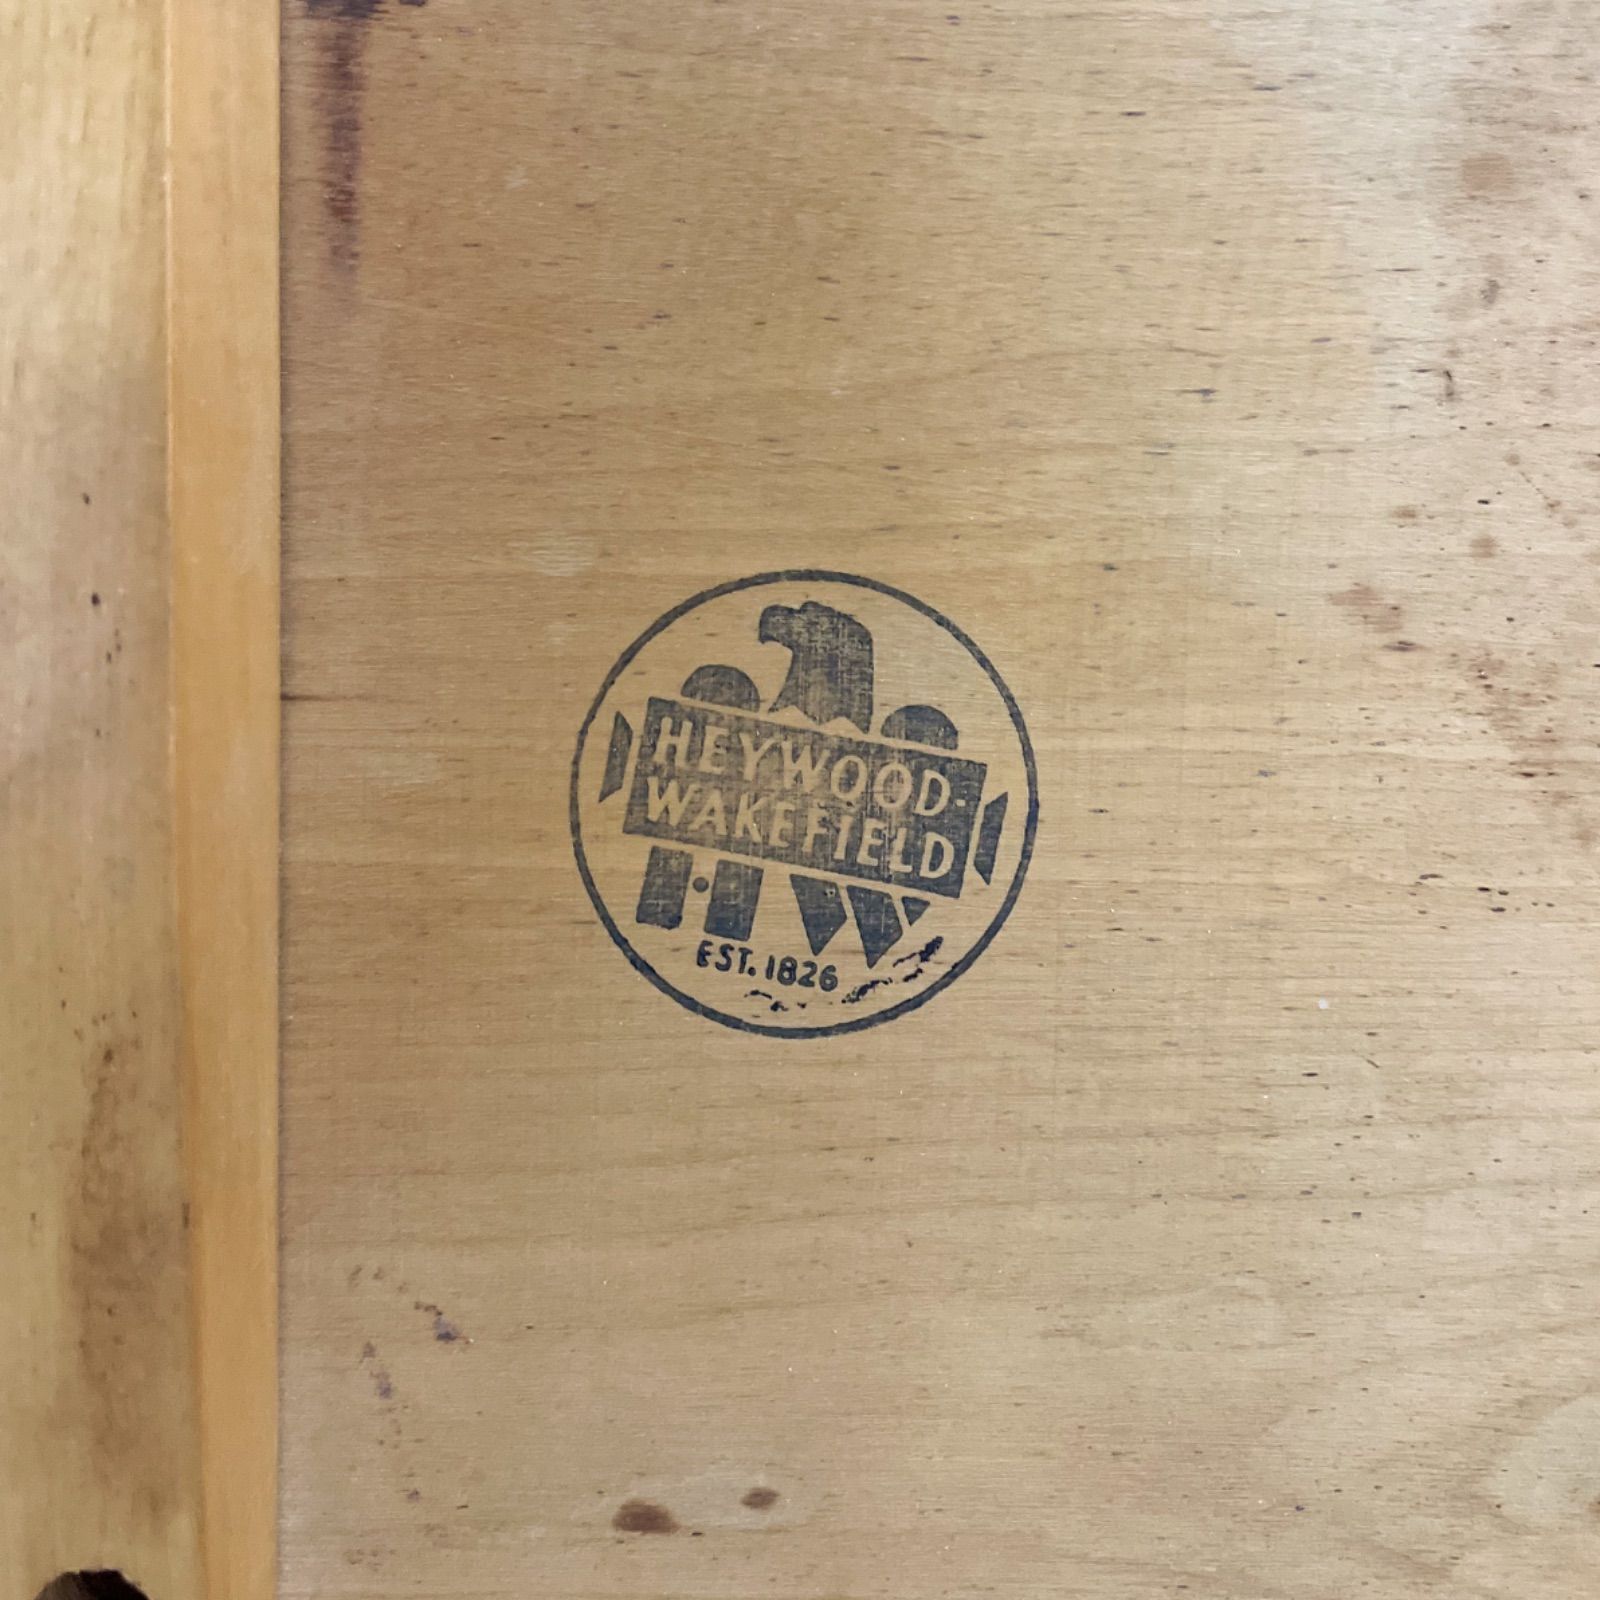 HEYWOOD-
WAKEFIELD
H.W
EST. 1826